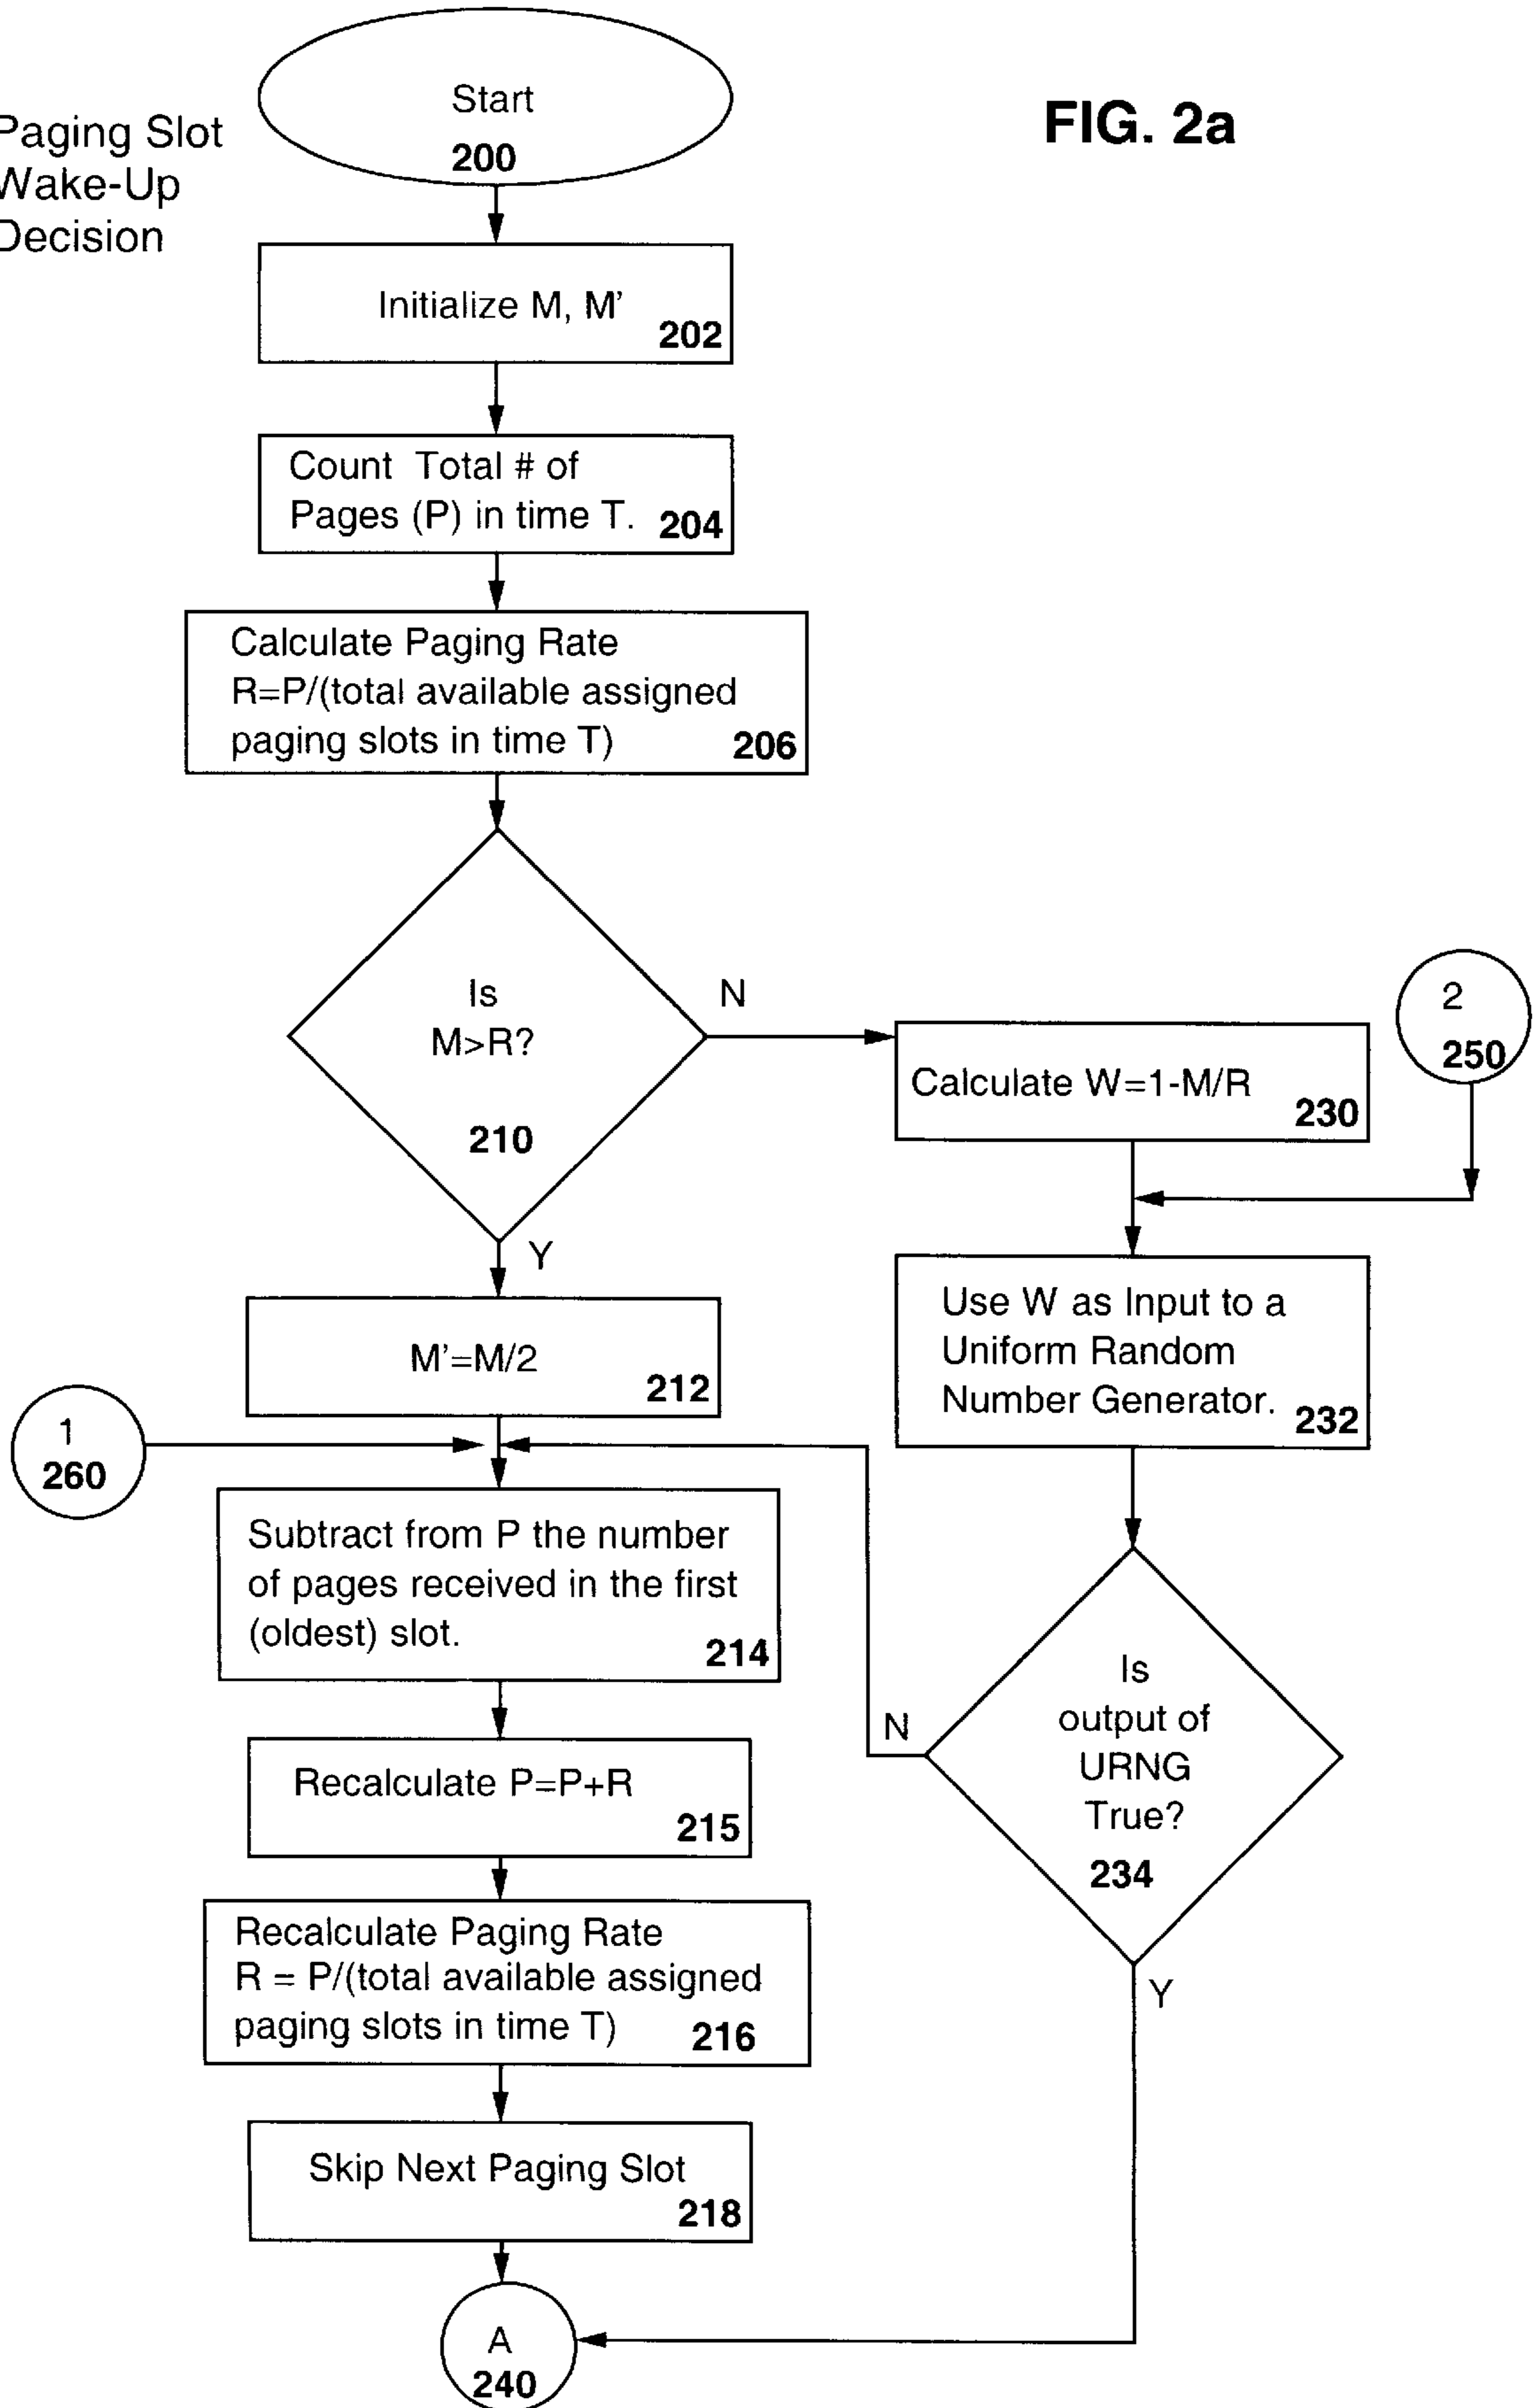 FIG. 2a
Paging Slot
Wake-Up
Decision
Start
200
Initialize M, M'
202
Count Total # of
Pages (P) in time T.
204
Calculate Paging Rate
R=P/(total available assigned
paging slots in time T)
206
Is
M>R?
210
N
Y
Calculate W=1-M/R
230
2
250
M'=M/2
212
Use W as Input to a
Uniform Random
Number Generator.
232
1
260
Subtract from P the number
of pages received in the first
(oldest) slot.
214
Is
output of
URNG
True?
234
N
Y
Recalculate P=P+R
215
Recalculate Paging Rate
R = P/(total available assigned
paging slots in time T)
216
Skip Next Paging Slot
218
A
240